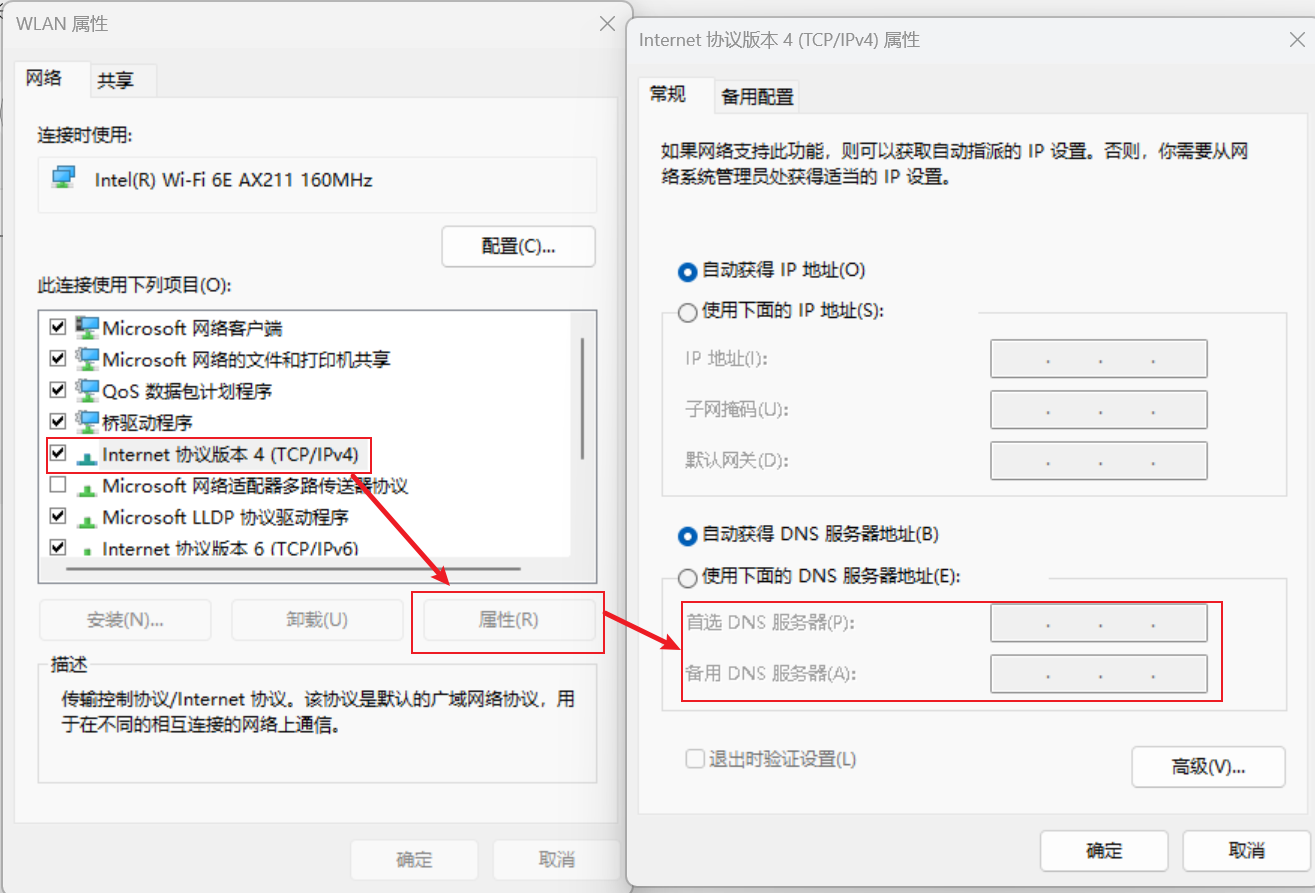 WLAN 属性
网络
共享
连接时使用:
Intel(R) Wi-Fi 6E AX211 160MHz
配置(C)...
此连接使用下列项目(O):
Microsoft 网络客户端
Microsoft 网络的文件和打印机共享
QoS 数据包计划程序
桥驱动程序
Internet 协议版本 4 (TCP/IPv4)
Microsoft 网络适配器多路传送器协议
Microsoft LLDP 协议驱动程序
Internet 协议版本 6 (TCP/IPv6)
安装(N)...
卸载(U)
属性(R)
描述
传输控制协议/Internet 协议。该协议是默认的广域网络协议，用
于在不同的相互连接的网络上通信。
确定
取消
Internet 协议版本 4 (TCP/IPv4) 属性
常规
备用配置
如果网络支持此功能，则可以获取自动指派的 IP 设置。否则，你需要从网
络系统管理员处获得适当的 IP 设置。
自动获得 IP 地址(O)
使用下面的 IP 地址(S):
IP 地址(I):
子网掩码(U):
默认网关(D):
自动获得 DNS 服务器地址(B)
使用下面的 DNS 服务器地址(E):
首选 DNS 服务器(P):
备用 DNS 服务器(A):
退出时验证设置(L)
高级(V)...
确定
取消